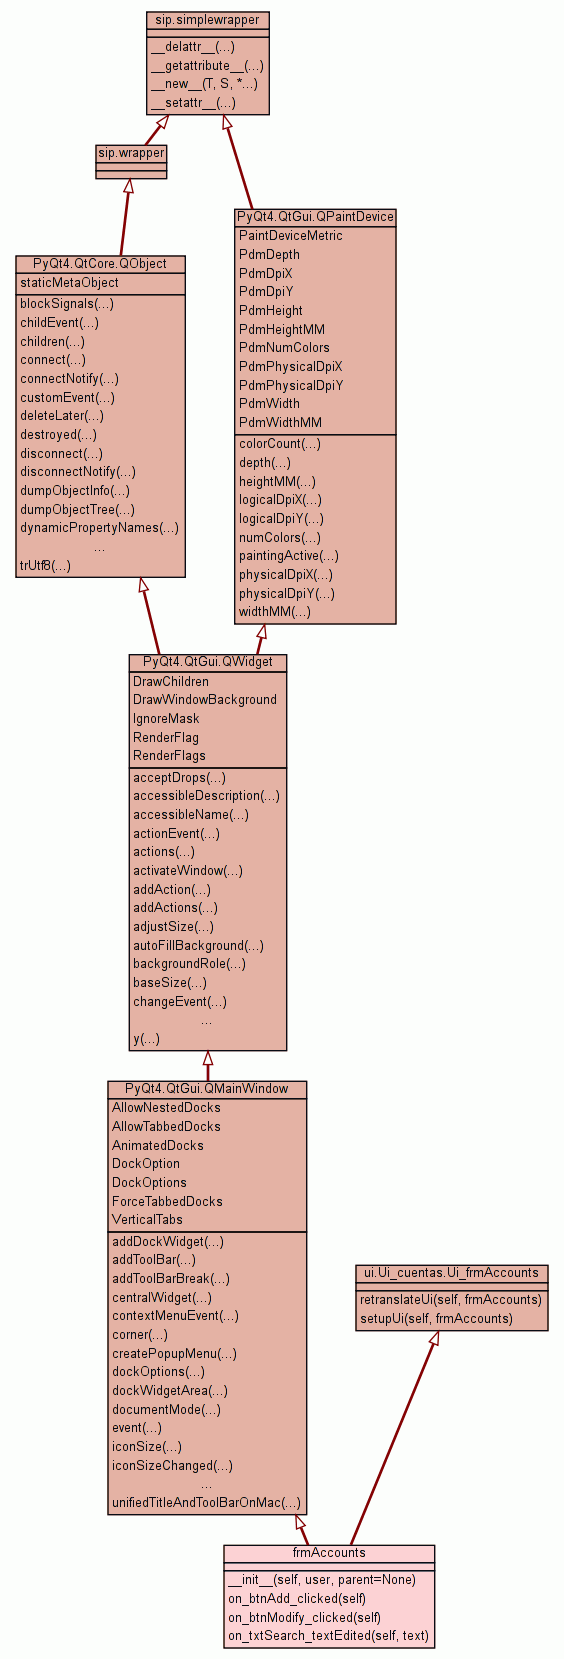 sip.simplewrapper
__delattr__(...)
__getattribute__(...)
__new__(T, S, *...)
__setattr__(...)
sip.wrapper
PyQt4.QtGui.QPaintDevice
PaintDeviceMetric
PdmDepth
PdmDpiX
PdmDpiY
PdmHeight
PdmHeightMM
PdmNumColors
PdmPhysicalDpiX
PdmPhysicalDpiY
PdmWidth
PdmWidthMM
colorCount(...)
depth(...)
heightMM(...)
logicalDpiX(...)
logicalDpiY(...)
numColors(...)
paintingActive(...)
physicalDpiX(...)
physicalDpiY(...)
widthMM(...)
PyQt4.QtCore.QObject
staticMetaObject
blockSignals(...)
childEvent(...)
children(...)
connect(...)
connectNotify(...)
customEvent(...)
deleteLater(...)
destroyed(...)
disconnect(...)
disconnectNotify(...)
dumpObjectInfo(...)
dumpObjectTree(...)
dynamicPropertyNames(...)
...
trUtf8(...)
PyQt4.QtGui.QWidget
DrawChildren
DrawWindowBackground
IgnoreMask
RenderFlag
RenderFlags
acceptDrops(...)
accessibleDescription(...)
accessibleName(...)
actionEvent(...)
actions(...)
activateWindow(...)
addAction(...)
addActions(...)
adjustSize(...)
autoFillBackground(...)
backgroundRole(...)
baseSize(...)
changeEvent(...)
...
y(...)
PyQt4.QtGui.QMainWindow
AllowNestedDocks
AllowTabbedDocks
AnimatedDocks
DockOption
DockOptions
ForceTabbedDocks
VerticalTabs
addDockWidget(...)
addToolBar(...)
addToolBarBreak(...)
centralWidget(...)
contextMenuEvent(...)
corner(...)
createPopupMenu(...)
dockOptions(...)
dockWidgetArea(...)
documentMode(...)
event(...)
iconSize(...)
iconSizeChanged(...)
...
unifiedTitleAndToolBarOnMac(...)
ui.Ui_cuentas.Ui_frmAccounts
retranslateUi(self, frmAccounts)
setupUi(self, frmAccounts)
frmAccounts
__init__(self, user, parent=None)
on_btnAdd_clicked(self)
on_btnModify_clicked(self)
on_txtSearch_textEdited(self, text)